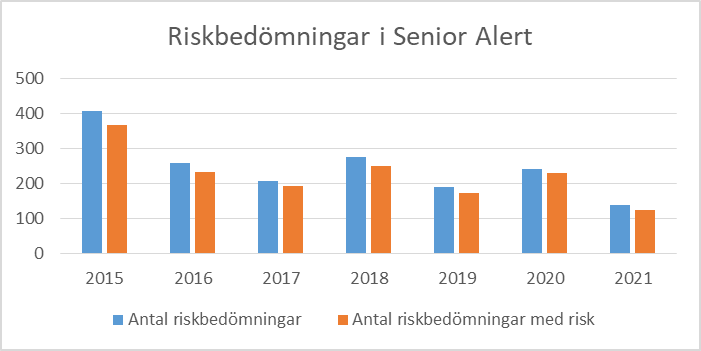 Riskbedömningar i Senior Alert
500
400
300
200
100
0
2015 2016 2017 2018 2019 2020 2021
Antal riskbedömningar Antal riskbedömningar med risk